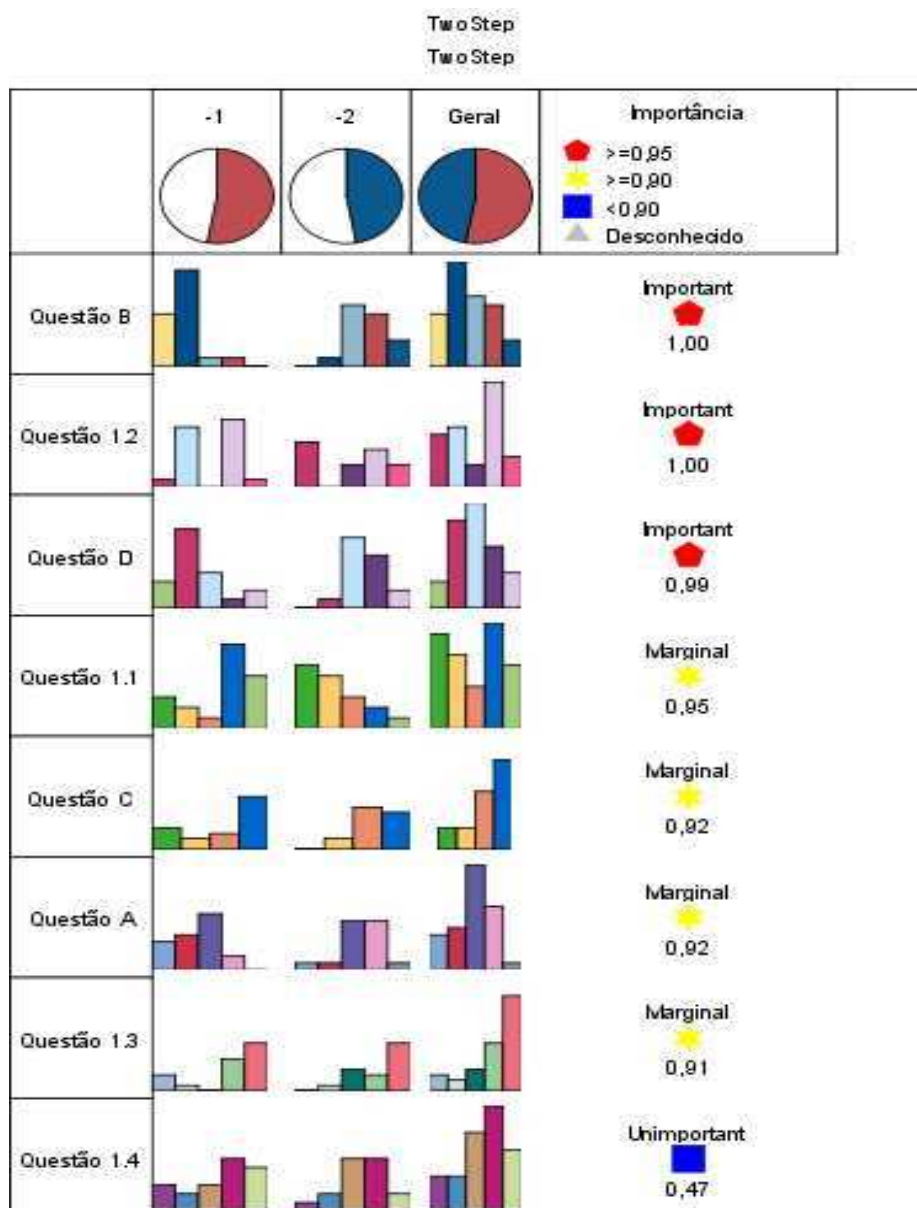 TwoStep
TwoStep
-1 -2 Geral Importância
>=0,95
>=0,90
<0,90
Desconhecido
Questão B
Important
1,00
Questão 1.2
Important
1,00
Questão D
Important
0,99
Questão 1.1
Marginal
0,95
Questão C
Marginal
0,92
Questão A
Marginal
0,92
Questão 1.3
Marginal
0,91
Questão 1.4
Unimportant
0,47